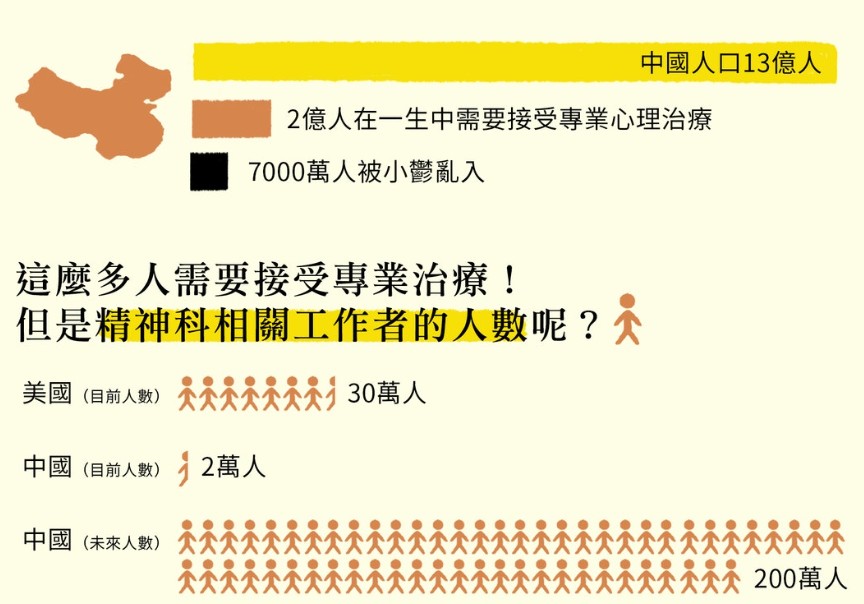 中國人口13億人
2億人在一生中需要接受專業心理治療
7000萬人被小鬱亂入
這麼多人需要接受專業治療！
但是精神科相關工作者的人數呢？
美國（目前人數） 30萬人
中國（目前人數） 2萬人
中國（未來人數）
200萬人